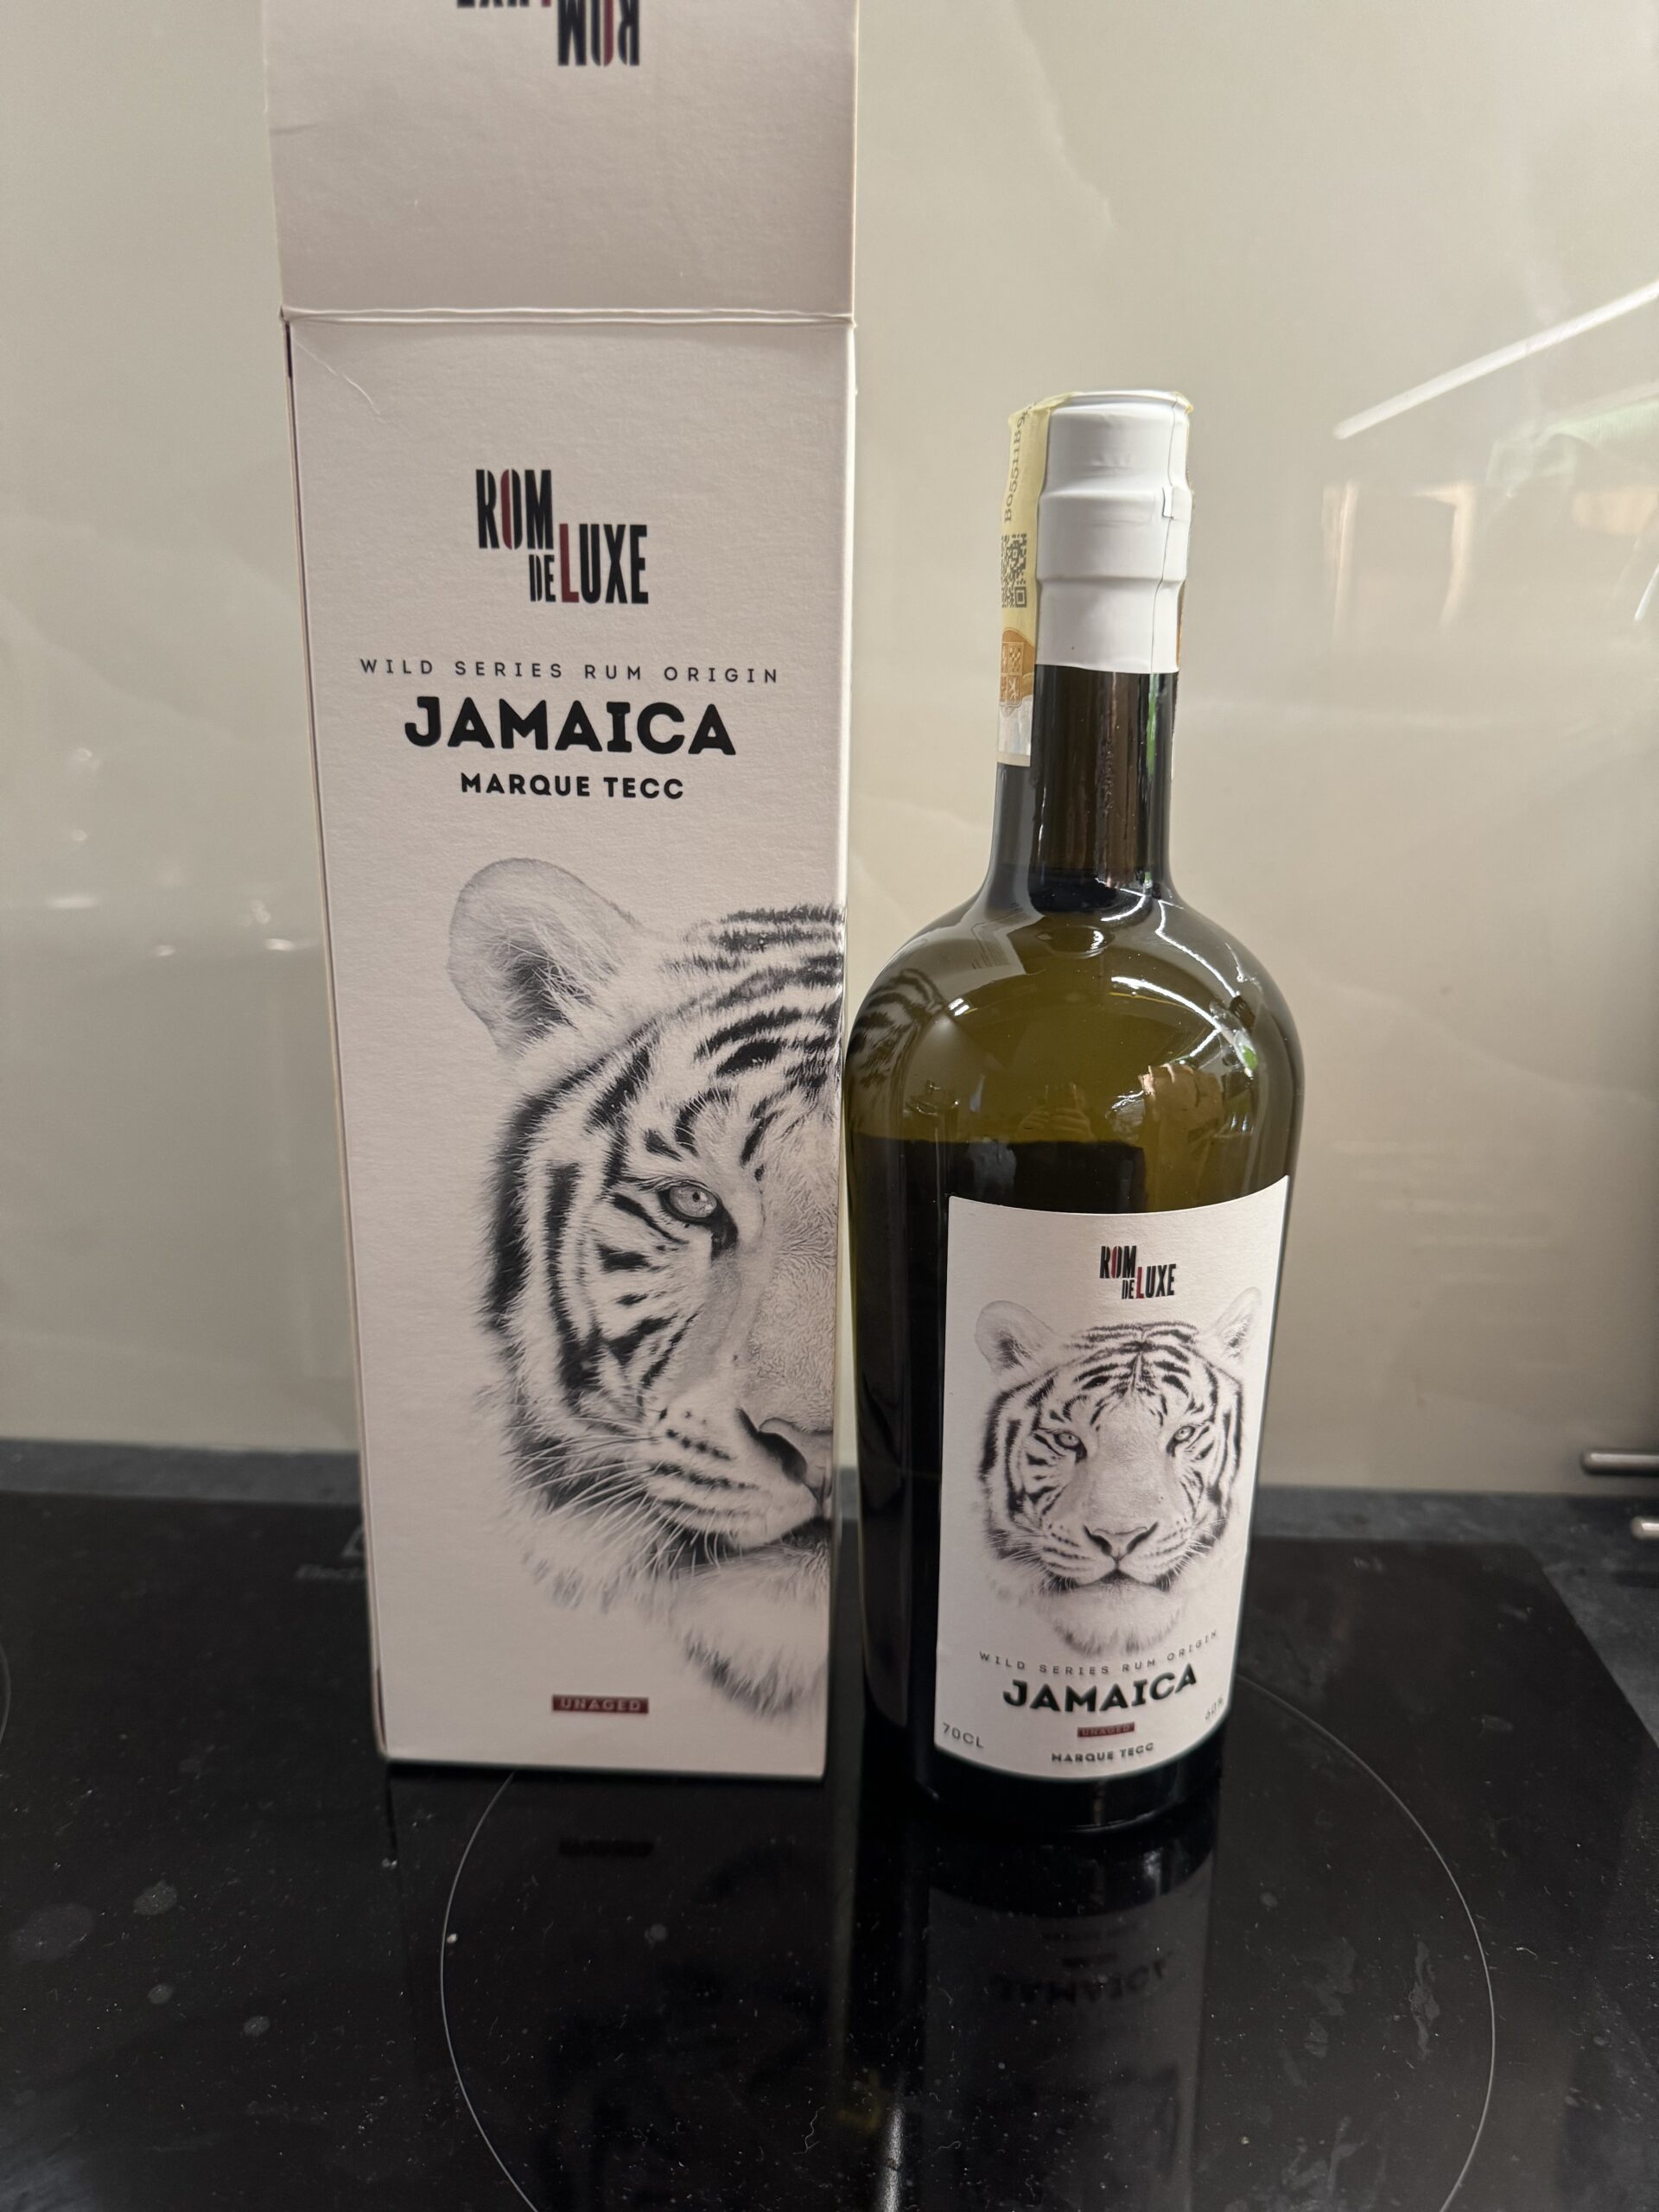 ROM
DE LUXE
WILD SERIES RUM ORIGIN
JAMAICA
MARQUE TECC
UNAGED
ROM
DE LUXE
WILD SERIES RUM ORIGIN
JAMAICA
UNAGED
70CL
MARQUE TECC
ROM